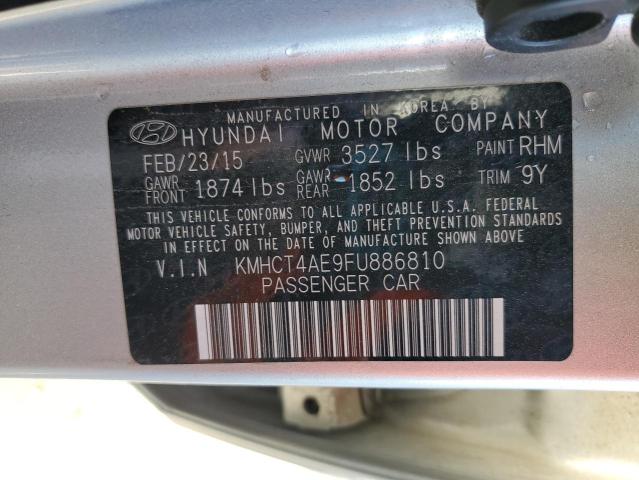 MANUFACTURED IN KOREA BY
HYUNDAI MOTOR COMPANY
FEB/23/15 GVWR 3527 lbs PAINT RHM
GAWR FRONT 1874 lbs GAWR REAR 1852 lbs TRIM 9Y
THIS VEHICLE CONFORMS TO ALL APPLICABLE U.S.A. FEDERAL
MOTOR VEHICLE SAFETY, BUMPER, AND THEFT PREVENTION STANDARDS
IN EFFECT ON THE DATE OF MANUFACTURE SHOWN ABOVE.
V.I.N KMHCT4AE9FU886810
PASSENGER CAR